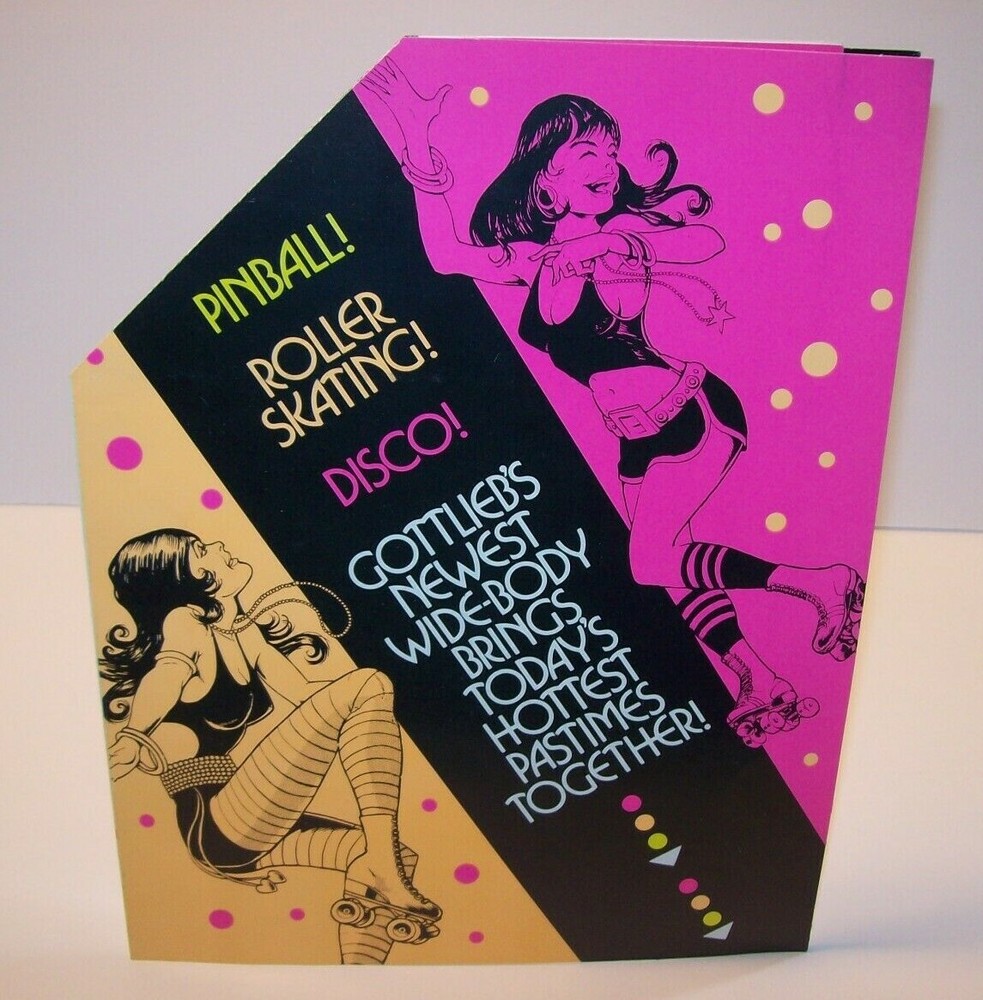 PINBALL!
ROLLER
SKATING!
DISCO!
GOTTLIEB'S
NEWEST
WIDE-BODY
BRINGS
TODAY'S
HOTTEST
PASTIMES
TOGETHER!